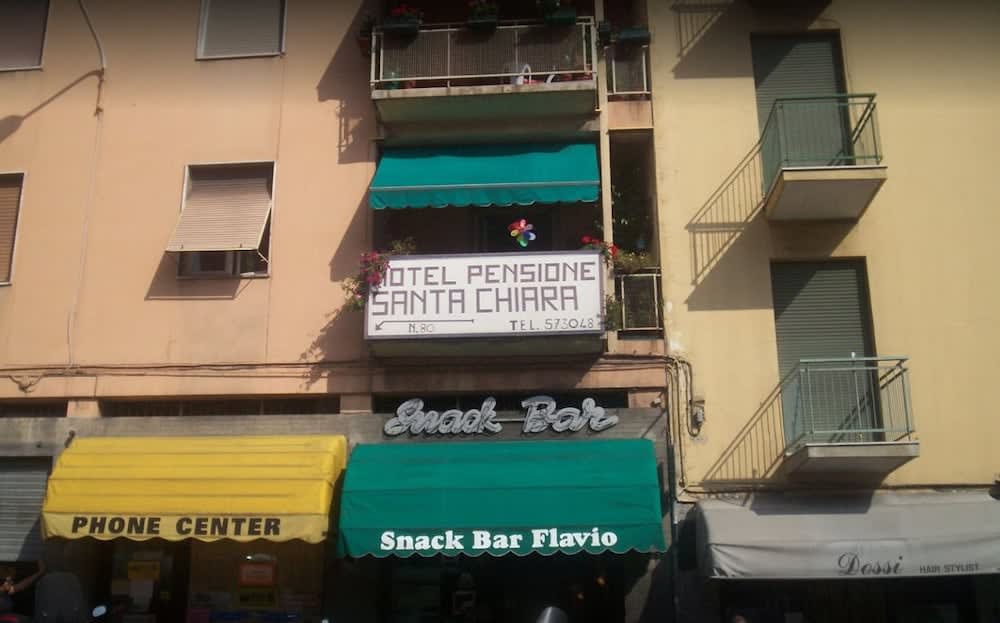 HOTEL PENSIONE
SANTA CHIARA
N.80 TEL. 573048
Snack Bar
PHONE CENTER
Snack Bar Flavio
Dossi HAIR STYLIST